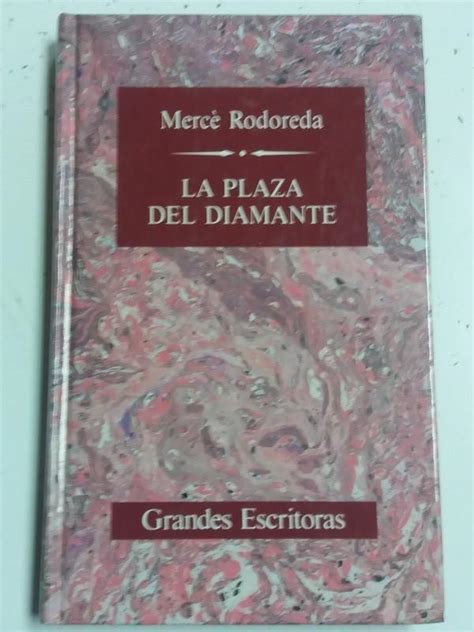 Mercè Rodoreda
LA PLAZA
DEL DIAMANTE
Grandes Escritoras